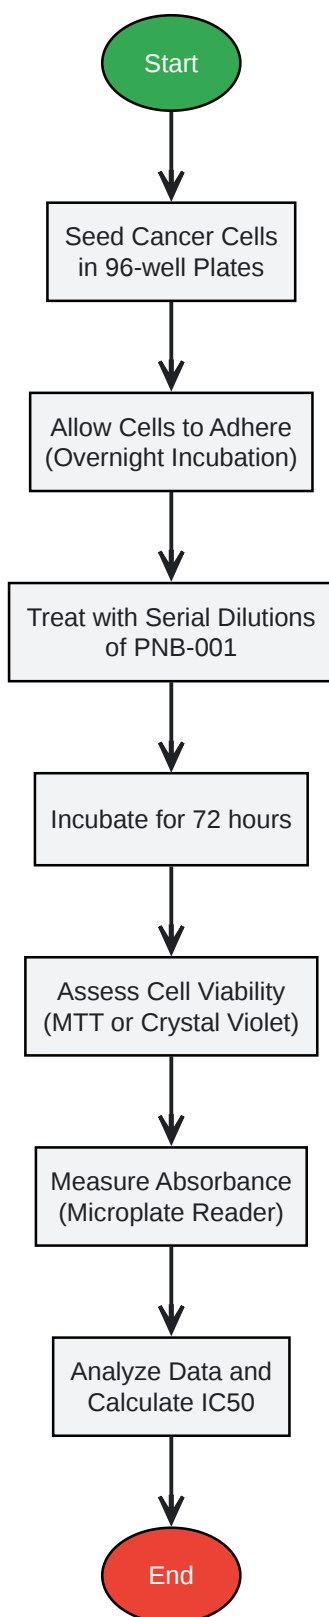 Start
Seed Cancer Cells
in 96-well Plates
Allow Cells to Adhere
(Overnight Incubation)
Treat with Serial Dilutions
of PNB-001
Incubate for 72 hours
Assess Cell Viability
(MTT or Crystal Violet)
Measure Absorbance
(Microplate Reader)
Analyze Data and
Calculate IC50
End